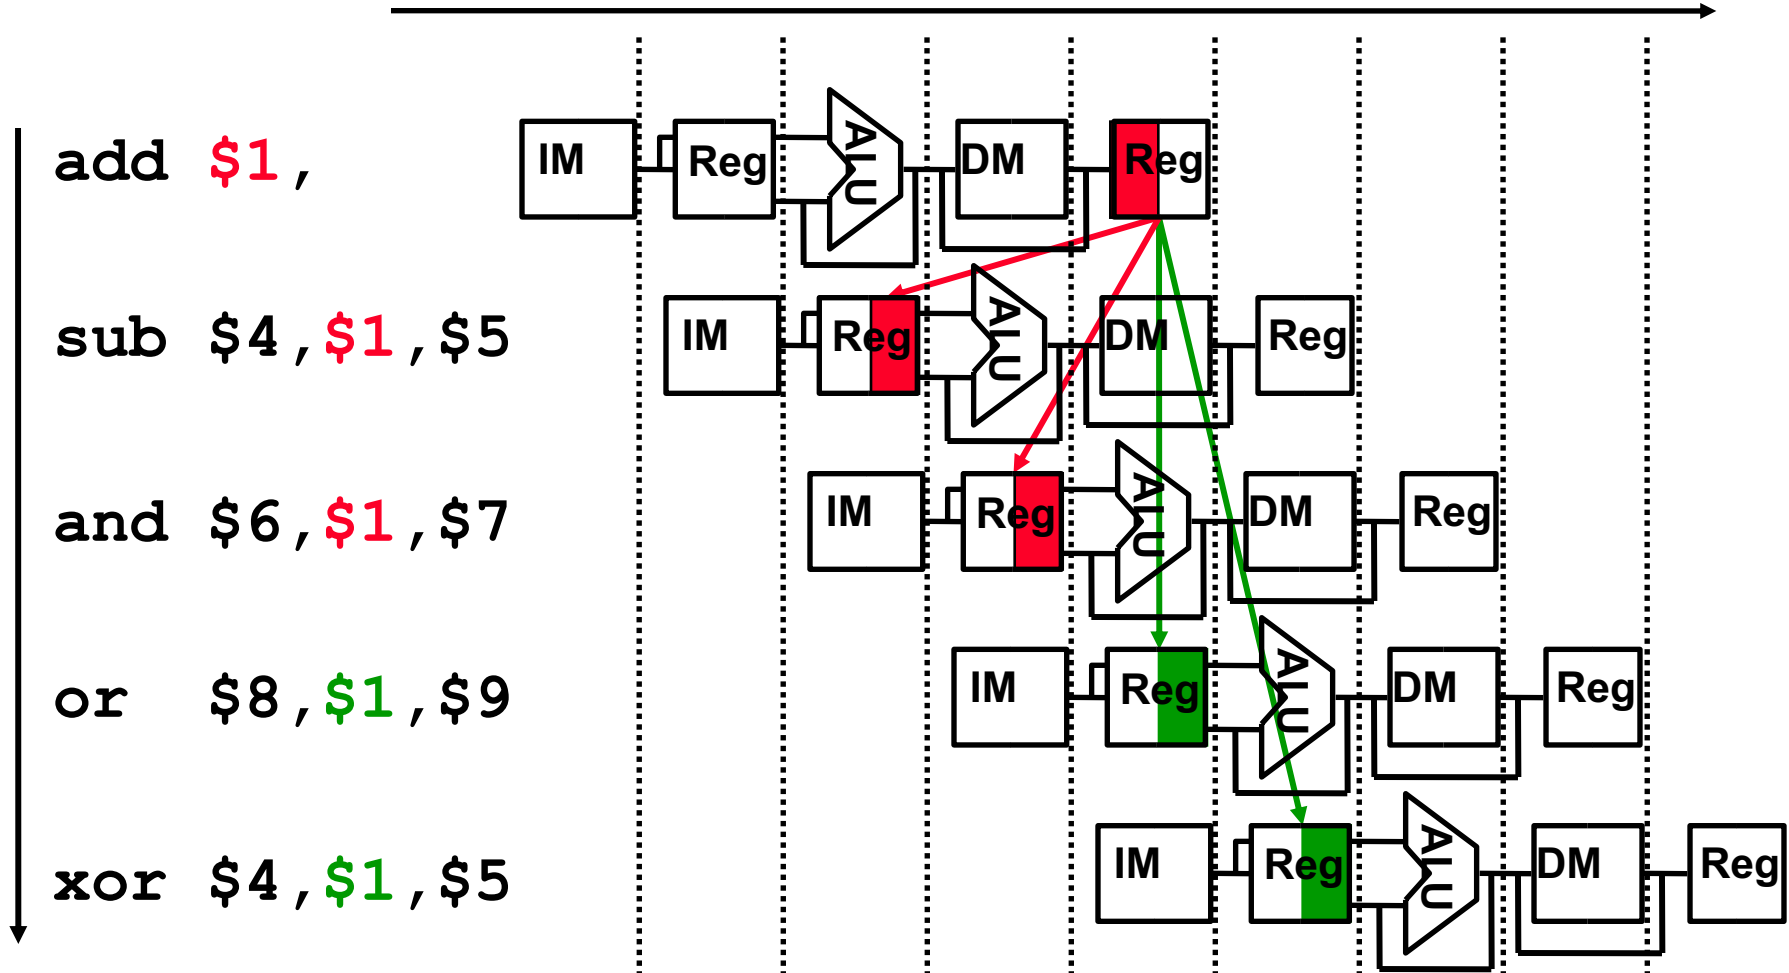 add $1, IM Reg ALU DM Reg
sub $4,$1,$5 IM Reg ALU DM Reg
and $6,$1,$7 IM Reg ALU DM Reg
or $8,$1,$9 IM Reg ALU DM Reg
xor $4,$1,$5 IM Reg ALU DM Reg